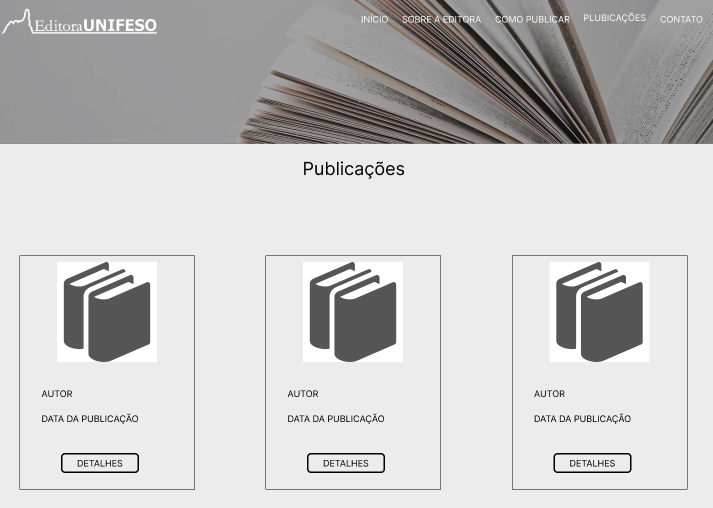 EditoraUNIFESO
INÍCIO SOBRE A EDITORA COMO PUBLICAR PLUBICAÇÕES CONTATO
Publicações
AUTOR
DATA DA PUBLICAÇÃO
DETALHES
AUTOR
DATA DA PUBLICAÇÃO
DETALHES
AUTOR
DATA DA PUBLICAÇÃO
DETALHES